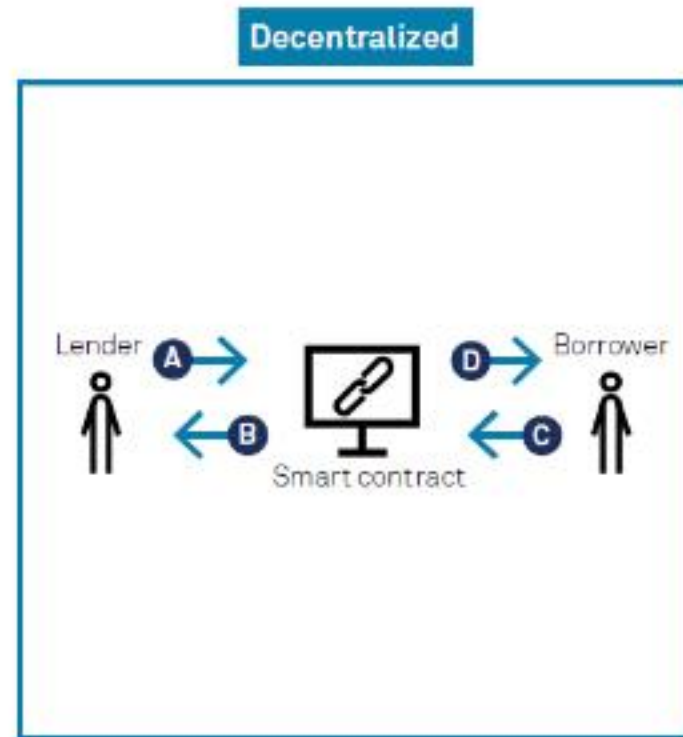 Decentralized
Lender
A
D
Borrower
B
C
Smart contract